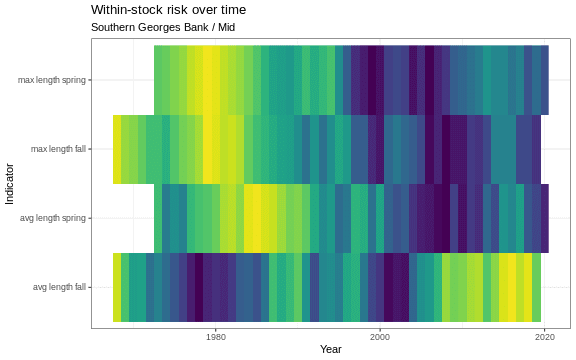 Within-stock risk over time
Southern Georges Bank / Mid
Indicator
max length spring
max length fall
avg length spring
avg length fall
1980
2000
2020
Year